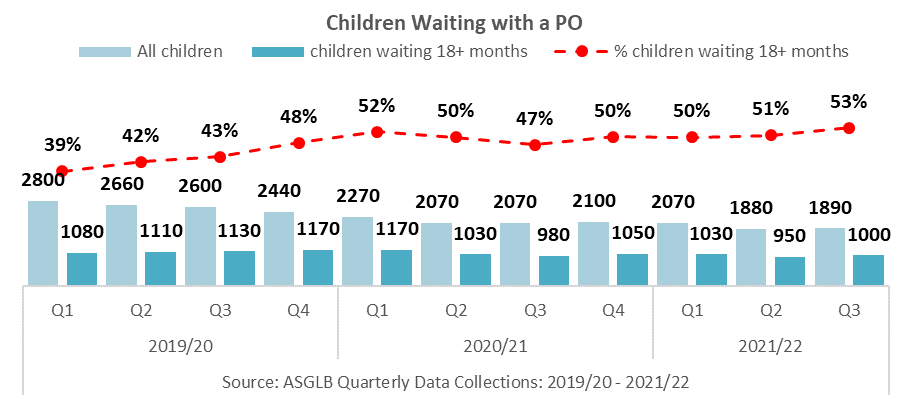 Children Waiting with a PO
All children children waiting 18+ months % children waiting 18+ months
39% 42% 43% 48% 52% 50% 47% 50% 50% 51% 53%
2800 2660 2600 2440 2270 2070 2070 2100 2070 1880 1890
1080 1110 1130 1170 1170 1030 980 1050 1030 950 1000
Q1 Q2 Q3 Q4 Q1 Q2 Q3 Q4 Q1 Q2 Q3
2019/20 2020/21 2021/22
Source: ASGLB Quarterly Data Collections: 2019/20 - 2021/22